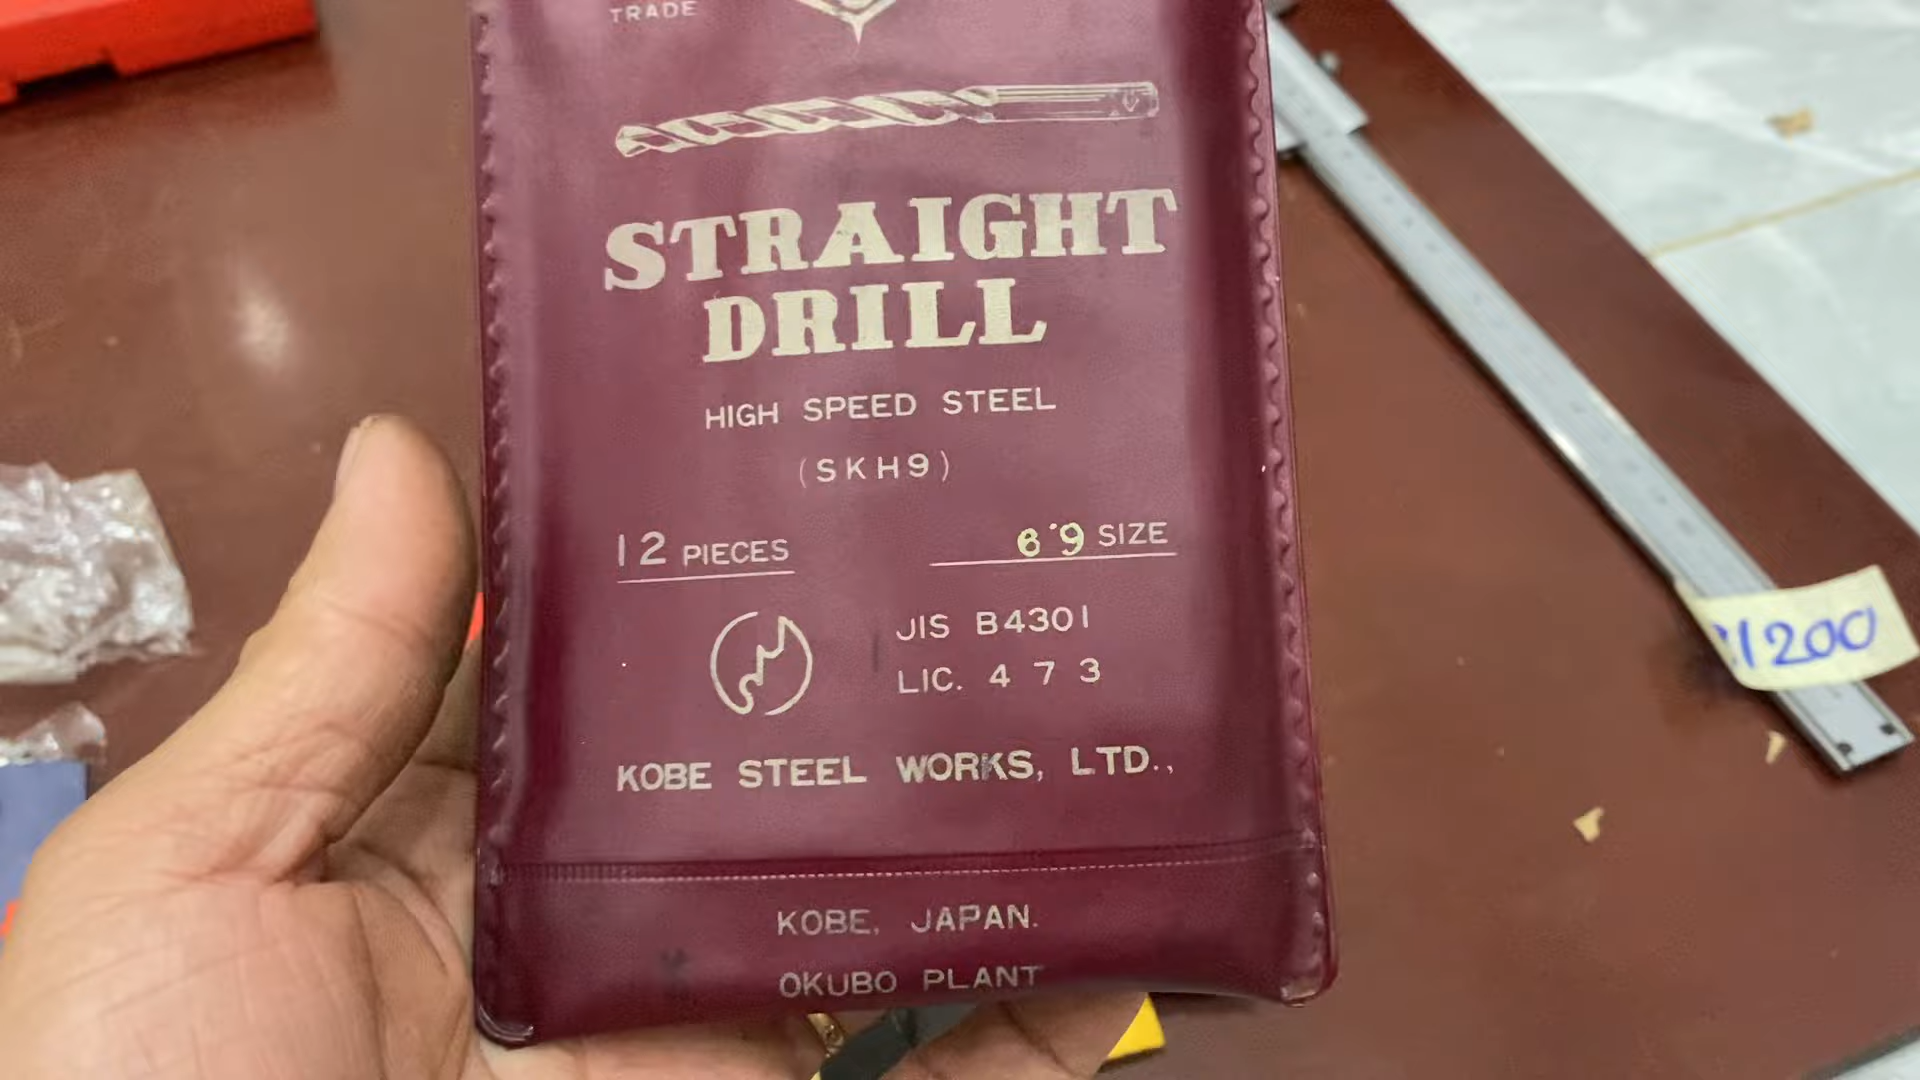 TRADE
STRAIGHT
DRILL
HIGH SPEED STEEL
(SKH9)
12 PIECES
6.9 SIZE
JIS B4301
LIC. 4 7 3
KOBE STEEL WORKS, LTD.,
KOBE, JAPAN.
OKUBO PLANT
1200